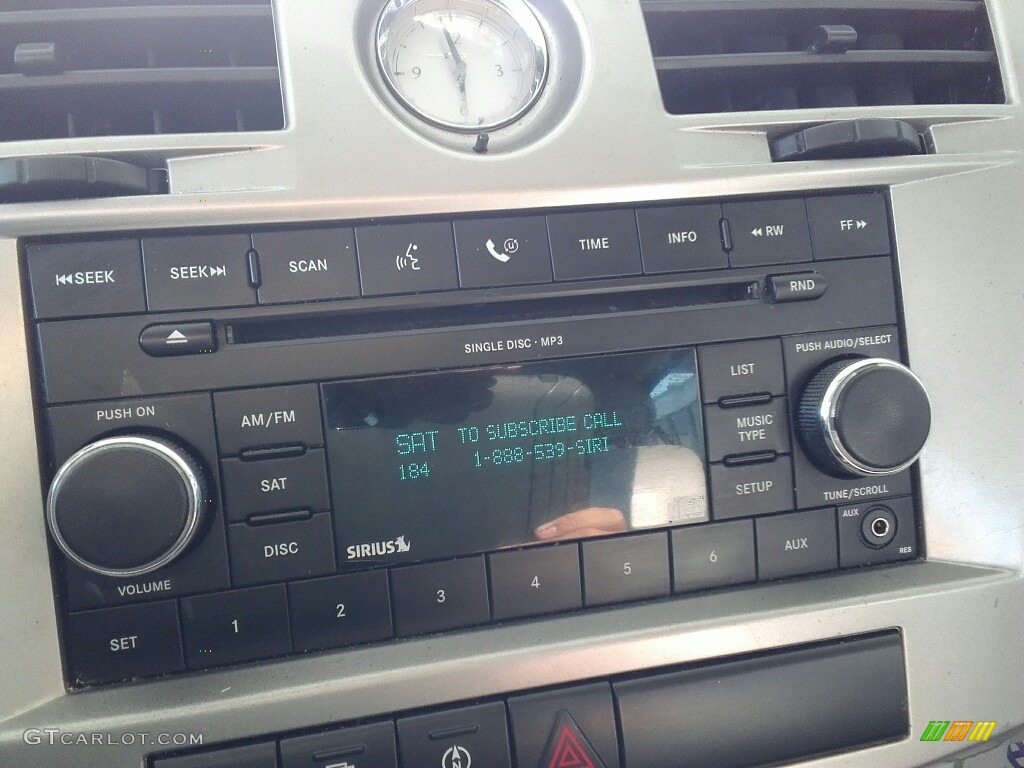 12
9
3
SEEK
SEEK
SCAN
TIME
INFO
RW
FF
RND
SINGLE DISC · MP3
PUSH ON
AM/FM
SAT
DISC
VOLUME
SAT TO SUBSCRIBE CALL
184 1-888-539-SIRI
SIRIUS
LIST
MUSIC
TYPE
SETUP
PUSH AUDIO/SELECT
TUNE/SCROLL
AUX
RES
SET
1
2
3
4
5
6
AUX
GTCARLOT.COM